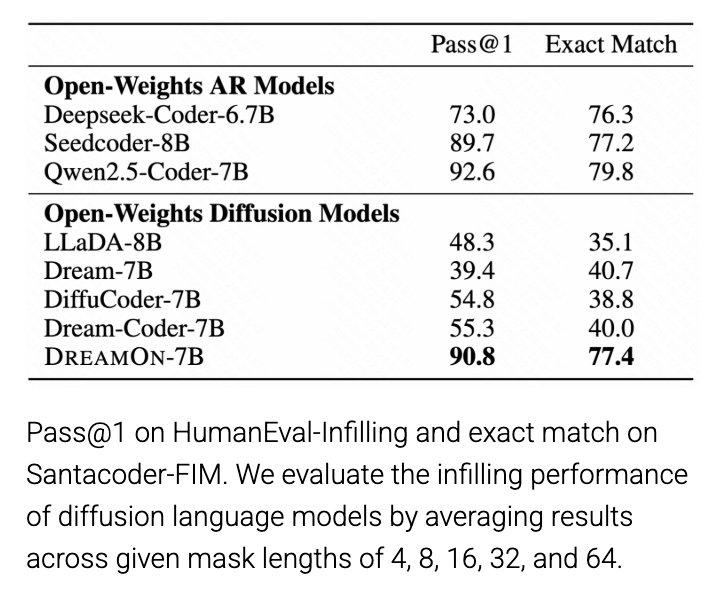 Pass@1 Exact Match
Open-Weights AR Models
Deepseek-Coder-6.7B 73.0 76.3
Seedcoder-8B 89.7 77.2
Qwen2.5-Coder-7B 92.6 79.8
Open-Weights Diffusion Models
LLaDA-8B 48.3 35.1
Dream-7B 39.4 40.7
DiffuCoder-7B 54.8 38.8
Dream-Coder-7B 55.3 40.0
DREAMON-7B 90.8 77.4
Pass@1 on HumanEval-Infilling and exact match on
Santacoder-FIM. We evaluate the infilling performance
of diffusion language models by averaging results
across given mask lengths of 4, 8, 16, 32, and 64.